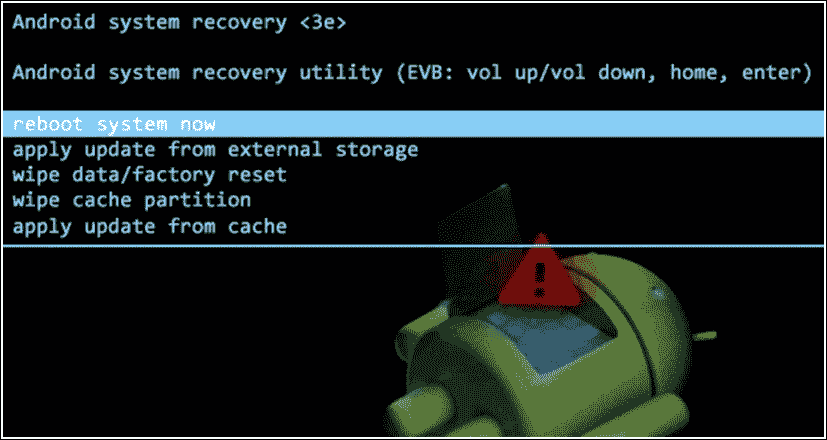 Android system recovery <3e>
Android system recovery utility (EVB: vol up/vol down, home, enter)
reboot system now
apply update from external storage
wipe data/factory reset
wipe cache partition
apply update from cache